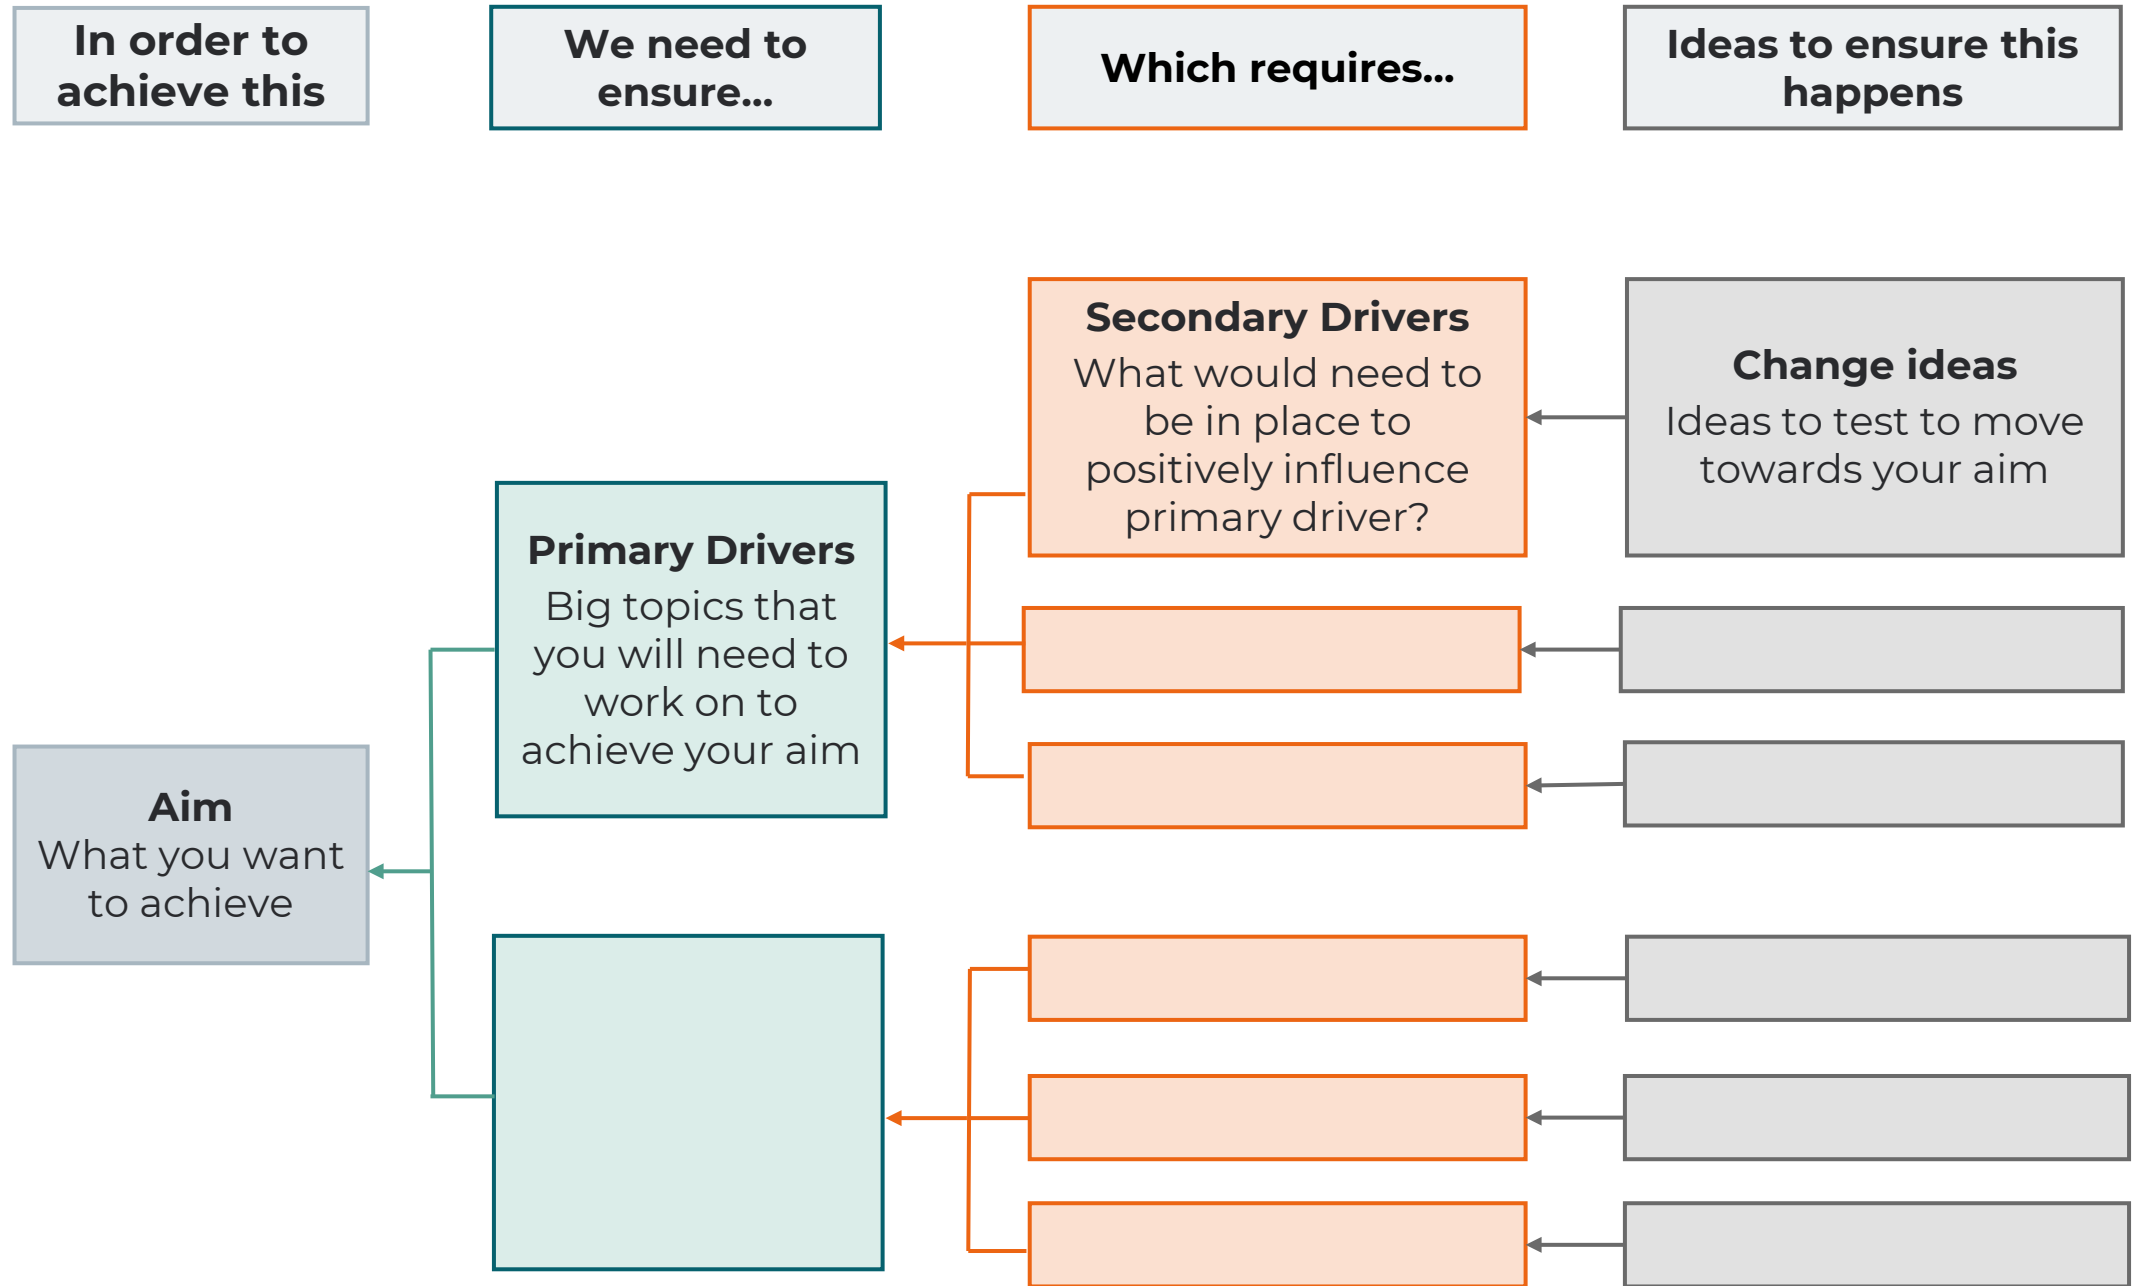 In order to
achieve this
We need to
ensure...
Which requires...
Ideas to ensure this
happens
Secondary Drivers
What would need to
be in place to
positively influence
primary driver?
Change ideas
Ideas to test to move
towards your aim
Primary Drivers
Big topics that
you will need to
work on to
achieve your aim
Aim
What you want
to achieve